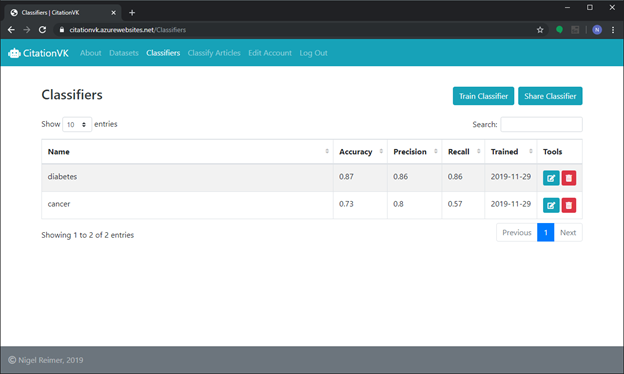 Classifiers | CitationVK
citationvk.azurewebsites.net/Classifiers
N
CitationVK About Datasets Classifiers Classify Articles Edit Account Log Out
Classifiers
Train Classifier Share Classifier
Show 10 entries Search:
Name Accuracy Precision Recall Trained Tools
diabetes 0.87 0.86 0.86 2019-11-29
cancer 0.73 0.8 0.57 2019-11-29
Showing 1 to 2 of 2 entries Previous 1 Next
© Nigel Reimer, 2019